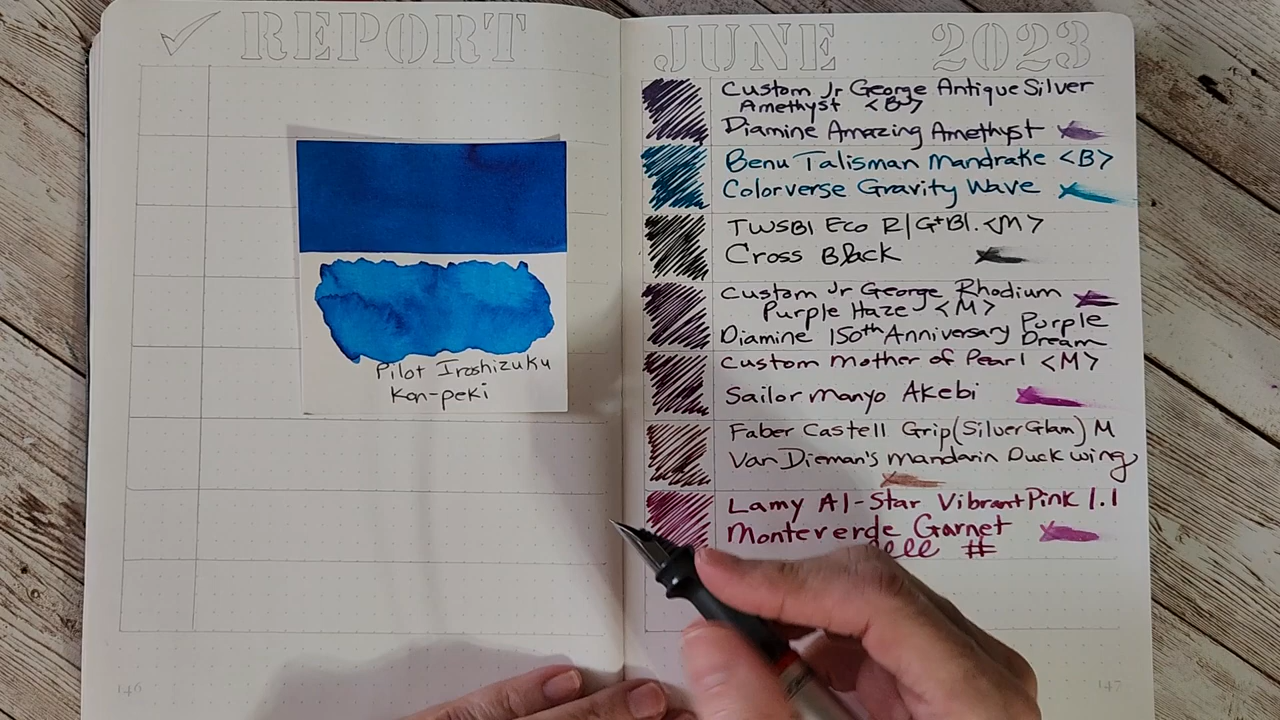 ✓ REPORT
Pilot Iroshizuku
Kon-peki
146
JUNE 2023
Custom Jr George Antique Silver
Amethyst <B>
Diamine Amazing Amethyst
Benu Talisman Mandrake <B>
Colorverse Gravity Wave
TWSBI Eco R/G+Bl. <M>
Cross Black
Custom Jr George Rhodium
Purple Haze <M>
Diamine 150th Anniversary Purple
Dream
Custom Mother of Pearl <M>
Sailor Manyo Akebi
Faber Castell Grip (Silver Glam) M
Van Dieman's Mandarin Duck wing
Lamy Al-Star Vibrant Pink 1.1
Monteverde Garnet
elle #
147